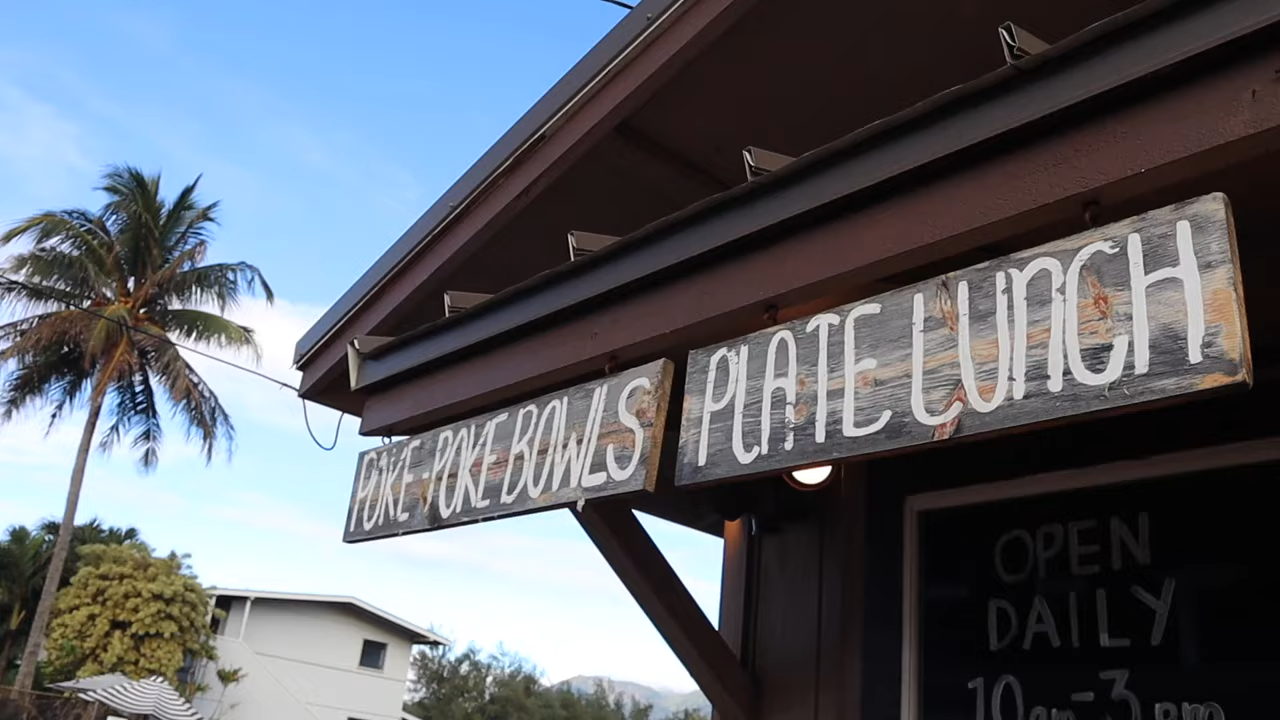 POKE - POKE BOWLS
PLATE LUNCH
OPEN
DAILY
10am-3pm